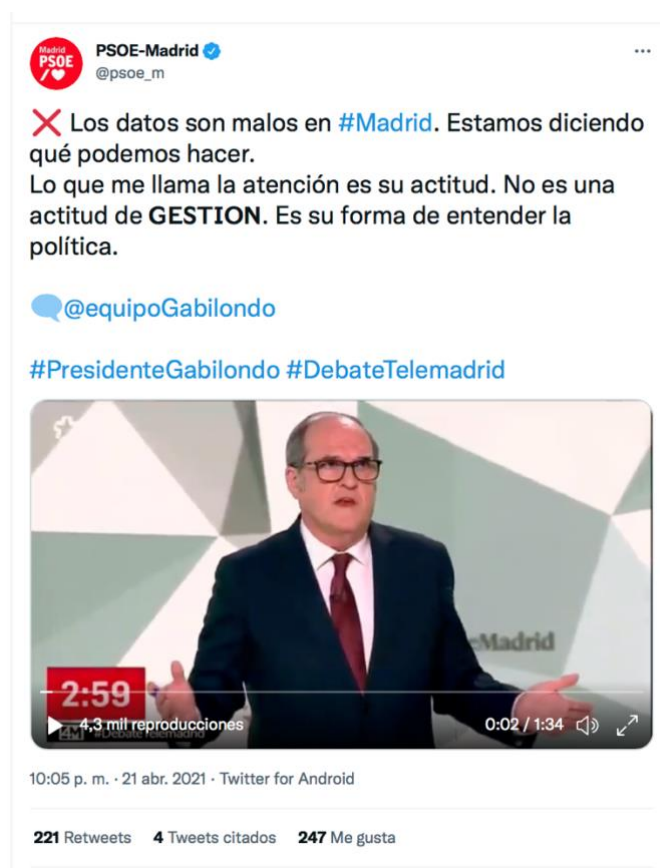 Madrid
PSOE
PSOE-Madrid
@psoe_m
...
❌ Los datos son malos en #Madrid. Estamos diciendo
qué podemos hacer.
Lo que me llama la atención es su actitud. No es una
actitud de GESTION. Es su forma de entender la
política.
@equipoGabilondo
#PresidenteGabilondo #DebateTelemadrid
eMadrid
2:59
4,3 mil reproducciones
0:02 / 1:34
4M
#DebateTelemadrid
10:05 p. m. · 21 abr. 2021 · Twitter for Android
221 Retweets 4 Tweets citados 247 Me gusta